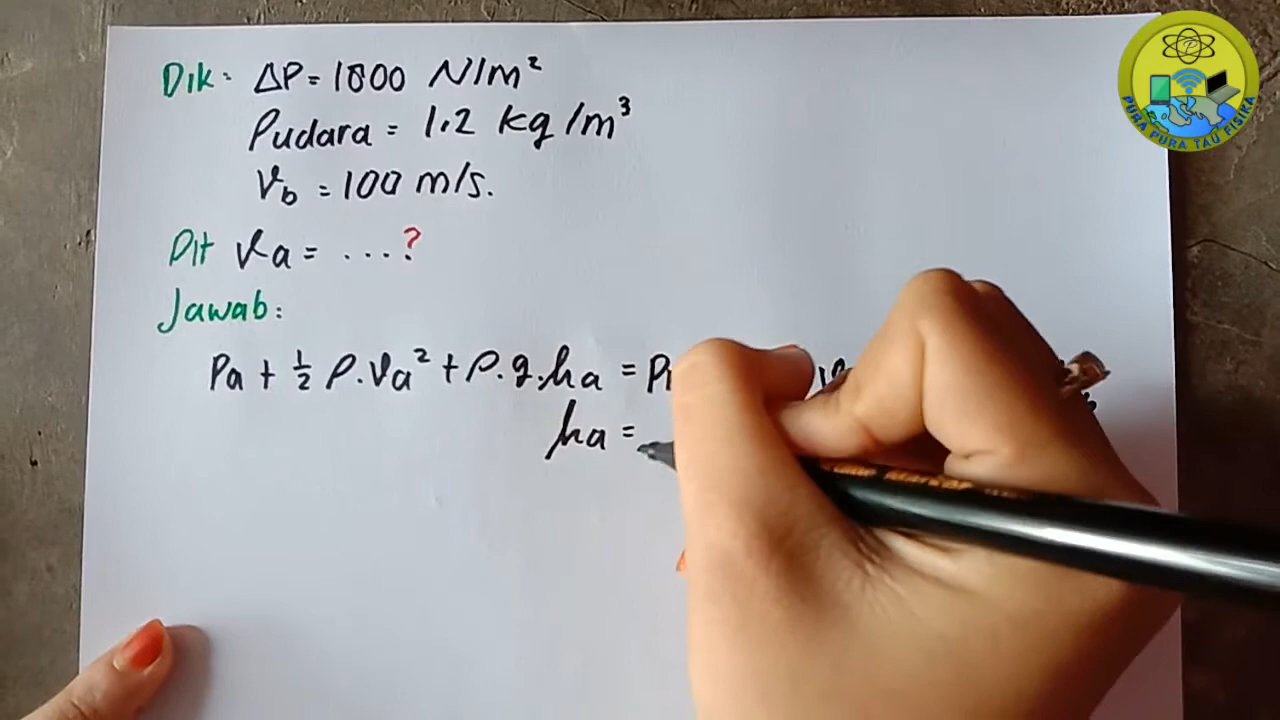 Dik: ΔP = 1800 N/m²
ρudara = 1.2 kg/m³
Vb = 100 m/s.
Dit Va = ...?
Jawab:
Pa + 1/2 ρ.Va² + ρ.g.ha = P
ha =
PURA PURA TAU FISIKA